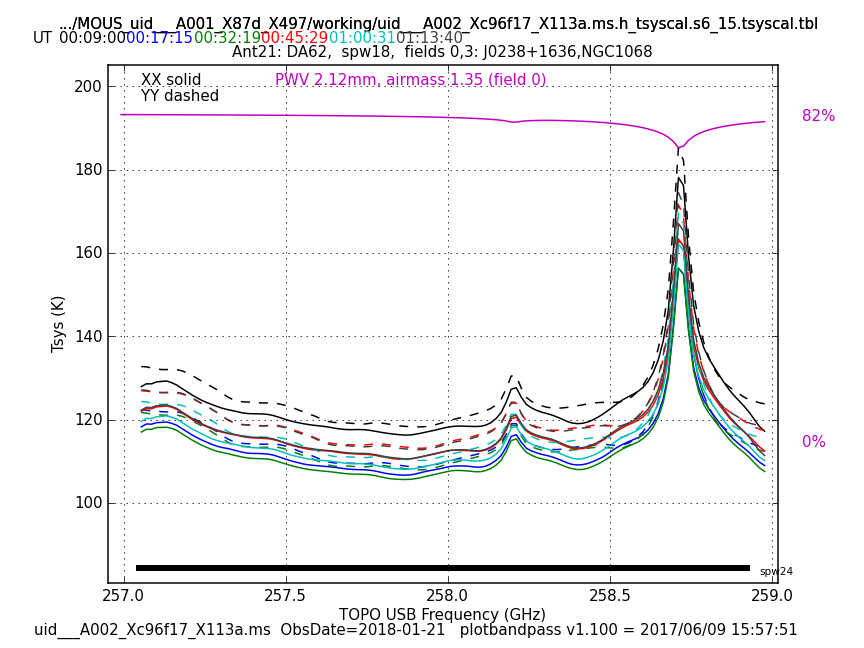 .../MOUS_uid___A001_X87d_X497/working/uid___A002_Xc96f17_X113a.ms.h_tsyscal.s6_15.tsyscal.tbl
UT 00:09:00 00:17:15 00:32:19 00:45:29 01:00:31 01:13:40
Ant21: DA62, spw18, fields 0,3: J0238+1636,NGC1068
XX solid
YY dashed
PWV 2.12mm, airmass 1.35 (field 0)
82%
0%
200
180
160
140
120
100
Tsys (K)
spw24
257.0 257.5 258.0 258.5 259.0
TOPO USB Frequency (GHz)
uid___A002_Xc96f17_X113a.ms ObsDate=2018-01-21 plotbandpass v1.100 = 2017/06/09 15:57:51